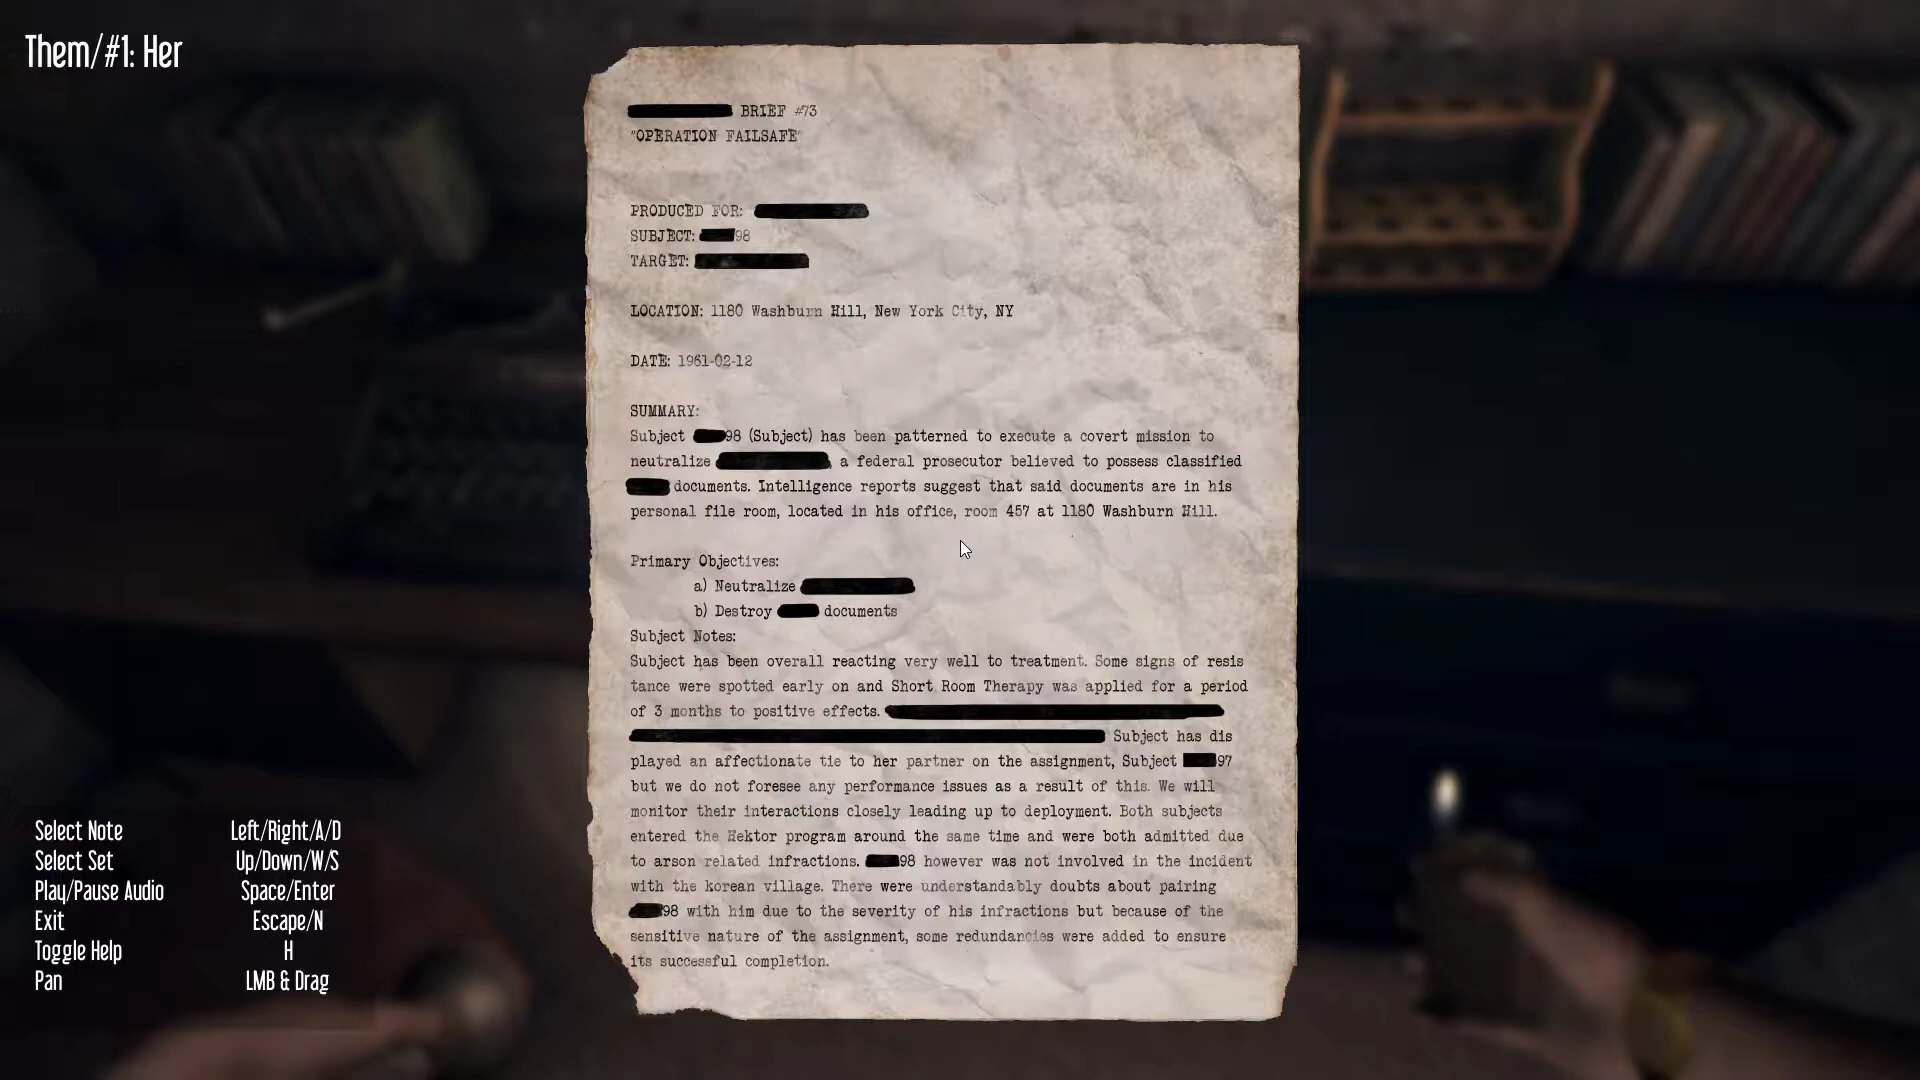 Them/#1: Her
BRIEF #73
"OPERATION FAILSAFE"
PRODUCED FOR:
SUBJECT: 98
TARGET:
LOCATION: 1180 Washburn Hill, New York City, NY
DATE: 1961-02-12
SUMMARY:
Subject 98 (Subject) has been patterned to execute a covert mission to
neutralize , a federal prosecutor believed to possess classified
documents. Intelligence reports suggest that said documents are in his
personal file room, located in his office, room 457 at 1180 Washburn Hill.
Primary Objectives:
a) Neutralize
b) Destroy documents
Subject Notes:
Subject has been overall reacting very well to treatment. Some signs of resis
tance were spotted early on and Short Room Therapy was applied for a period
of 3 months to positive effects.
Subject has dis
played an affectionate tie to her partner on the assignment, Subject 97
but we do not foresee any performance issues as a result of this. We will
monitor their interactions closely leading up to deployment. Both subjects
entered the Hektor program around the same time and were both admitted due
to arson related infractions. 98 however was not involved in the incident
with the korean village. There were understandably doubts about pairing
98 with him due to the severity of his infractions but because of the
sensitive nature of the assignment, some redundancies were added to ensure
its successful completion.
Select Note Left/Right/A/D
Select Set Up/Down/W/S
Play/Pause Audio Space/Enter
Exit Escape/N
Toggle Help H
Pan LMB & Drag